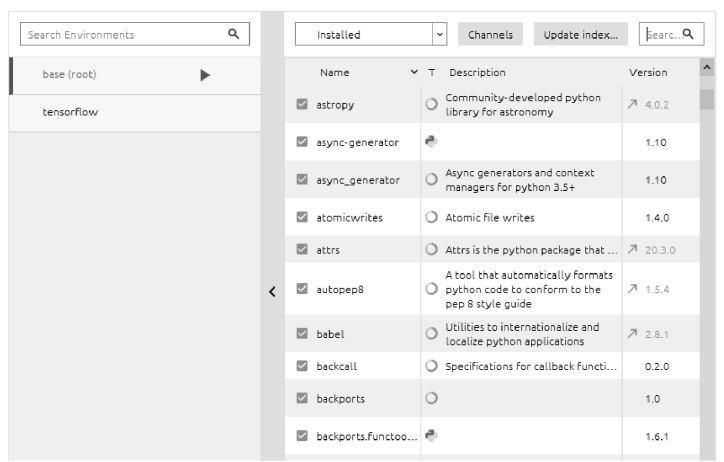 Search Environments
Installed
Channels
Update index...
Searc...
base (root)
tensorflow
Name T Description Version
astropy Community-developed python
library for astronomy 4.0.2
async-generator 1.10
async_generator Async generators and context
managers for python 3.5+ 1.10
atomicwrites Atomic file writes 1.4.0
attrs Attrs is the python package that ... 20.3.0
autopep8 A tool that automatically formats
python code to conform to the
pep 8 style guide 1.5.4
babel Utilities to internationalize and
localize python applications 2.8.1
backcall Specifications for callback functi... 0.2.0
backports 1.0
backports.functoo... 1.6.1